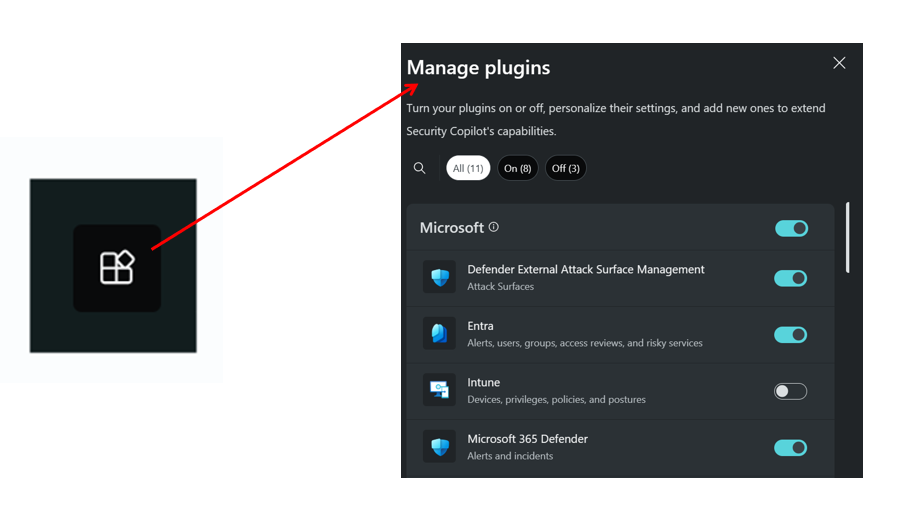 Manage plugins
Turn your plugins on or off, personalize their settings, and add new ones to extend
Security Copilot's capabilities.
All (11) On (8) Off (3)
Microsoft
Defender External Attack Surface Management
Attack Surfaces
Entra
Alerts, users, groups, access reviews, and risky services
Intune
Devices, privileges, policies, and postures
Microsoft 365 Defender
Alerts and incidents